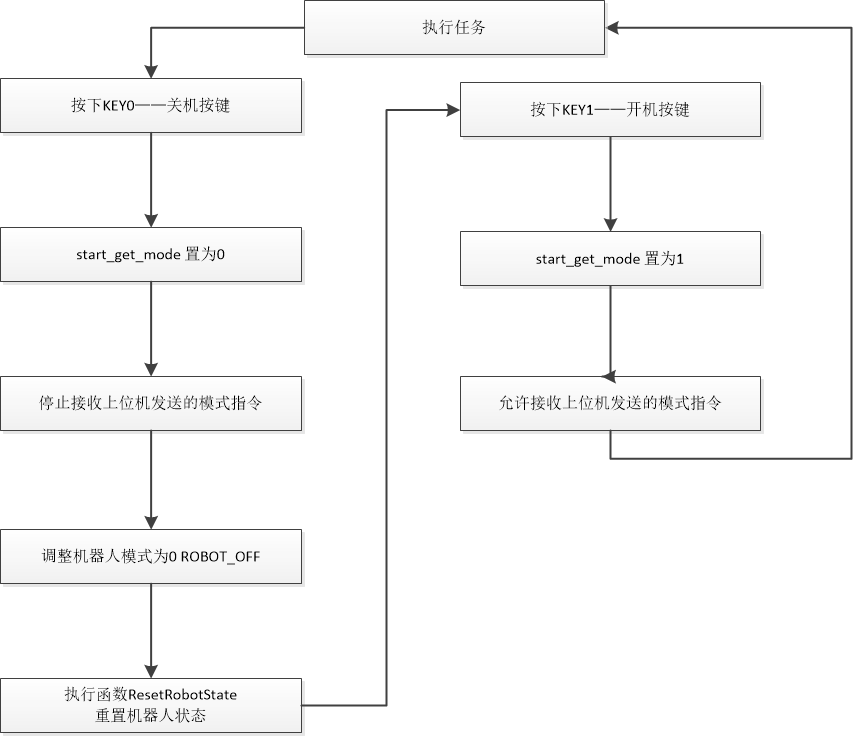 执行任务
按下KEY0——关机按键
start_get_mode 置为0
停止接收上位机发送的模式指令
调整机器人模式为0 ROBOT_OFF
执行函数ResetRobotState
重置机器人状态
按下KEY1——开机按键
start_get_mode 置为1
允许接收上位机发送的模式指令